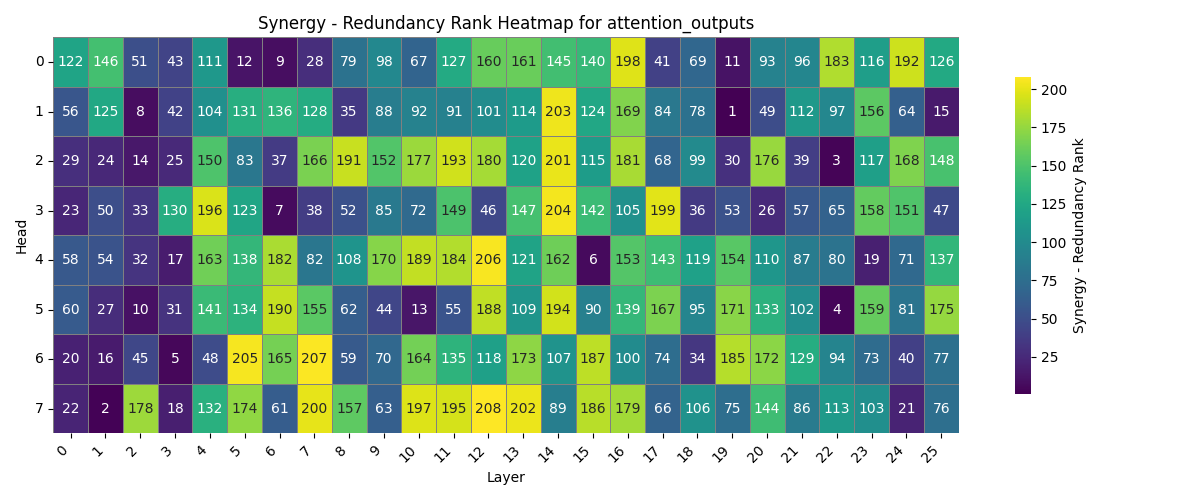 Synergy - Redundancy Rank Heatmap for attention_outputs
0 122 146 51 43 111 12 9 28 79 98 67 127 160 161 145 140 198 41 69 11 93 96 183 116 192 126
1 56 125 8 42 104 131 136 128 35 88 92 91 101 114 203 124 169 84 78 1 49 112 97 156 64 15
2 29 24 14 25 150 83 37 166 191 152 177 193 180 120 201 115 181 68 99 30 176 39 3 117 168 148
3 23 50 33 130 196 123 7 38 52 85 72 149 46 147 204 142 105 199 36 53 26 57 65 158 151 47
4 58 54 32 17 163 138 182 82 108 170 189 184 206 121 162 6 153 143 119 154 110 87 80 19 71 137
5 60 27 10 31 141 134 190 155 62 44 13 55 188 109 194 90 139 167 95 171 133 102 4 159 81 175
6 20 16 45 5 48 205 165 207 59 70 164 135 118 173 107 187 100 74 34 185 172 129 94 73 40 77
7 22 2 178 18 132 174 61 200 157 63 197 195 208 202 89 186 179 66 106 75 144 86 113 103 21 76
Head
0 1 2 3 4 5 6 7 8 9 10 11 12 13 14 15 16 17 18 19 20 21 22 23 24 25
Layer
200
175
150
125
100
75
50
25
Synergy - Redundancy Rank